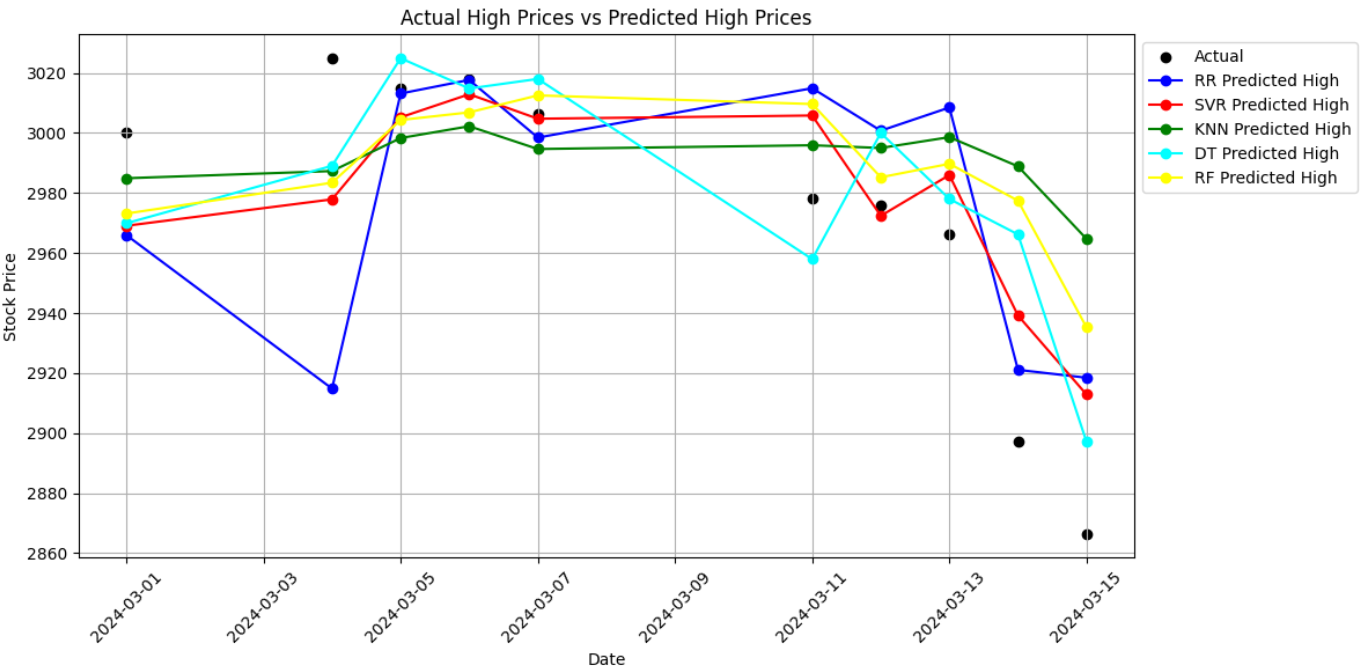 Actual High Prices vs Predicted High Prices
3020
3000
2980
2960
2940
2920
2900
2880
2860
Stock Price
2024-03-01
2024-03-03
2024-03-05
2024-03-07
2024-03-09
2024-03-11
2024-03-13
2024-03-15
Date
Actual
RR Predicted High
SVR Predicted High
KNN Predicted High
DT Predicted High
RF Predicted High